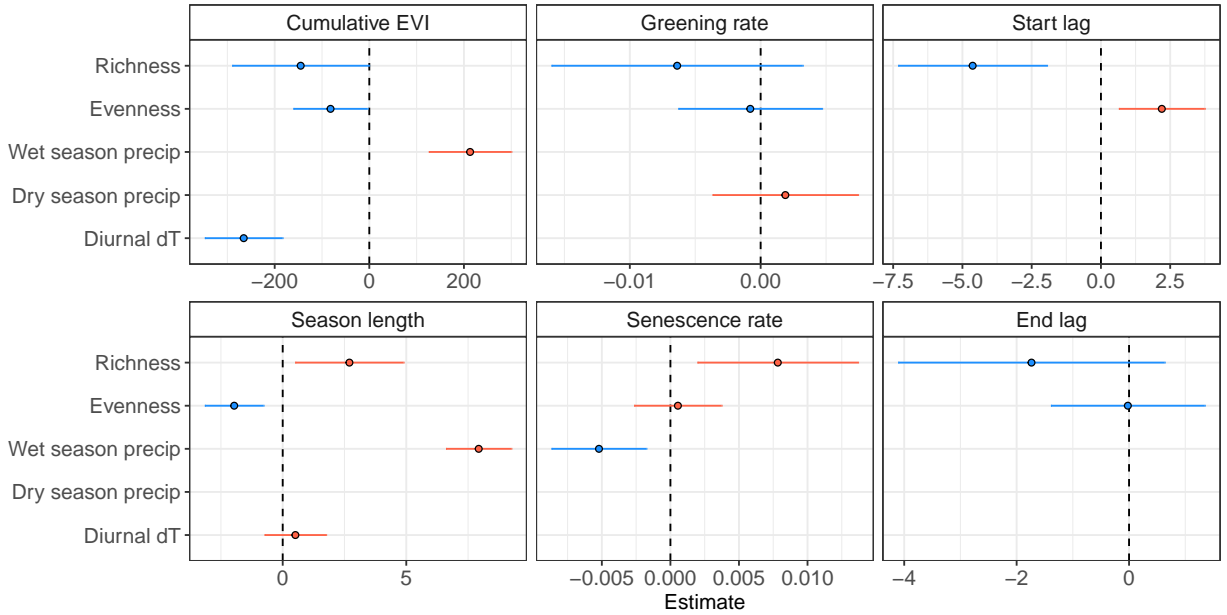 Cumulative EVI
Greening rate
Start lag
Richness
Evenness
Wet season precip
Dry season precip
Diurnal dT
−200 0 200
−0.01 0.00
−7.5 −5.0 −2.5 0.0 2.5
Season length
Senescence rate
End lag
Richness
Evenness
Wet season precip
Dry season precip
Diurnal dT
0 5
−0.005 0.000 0.005 0.010
−4 −2 0
Estimate